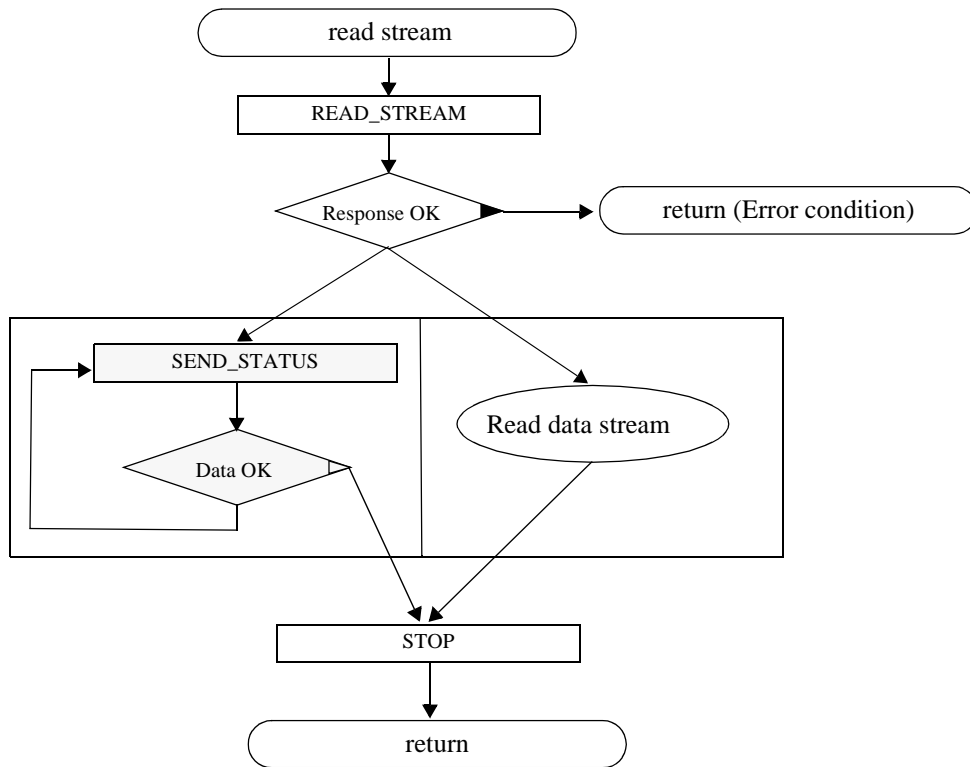 read stream
READ_STREAM
Response OK
return (Error condition)
SEND_STATUS
Read data stream
Data OK
STOP
return